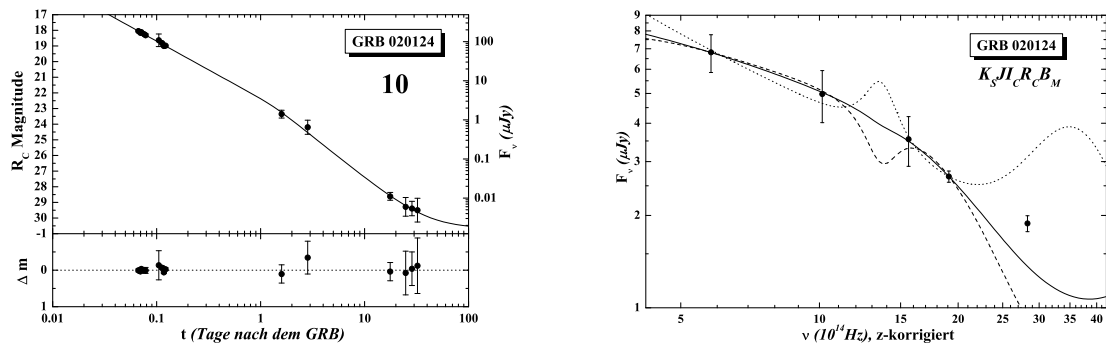 17
18
19
20
21
22
23
24
25
26
27
28
29
30
-1
0
1
R_C Magnitude
Δ m
GRB 020124
10
100
10
1
0.1
0.01
F_ν (μJy)
0.01 0.1 1 10 100
t (Tage nach dem GRB)
9
8
7
6
5
4
3
2
1
F_ν (μJy)
GRB 020124
K_S J I_C R_C B_M
5 10 15 20 25 30 35 40
ν (10^14 Hz), z-korrigiert